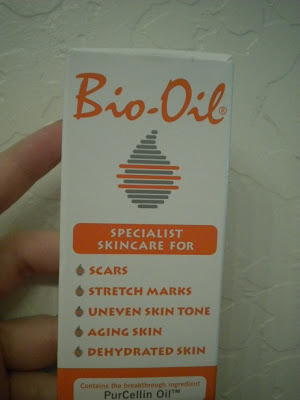 Bio-Oil®
SPECIALIST
SKINCARE FOR
SCARS
STRETCH MARKS
UNEVEN SKIN TONE
AGING SKIN
DEHYDRATED SKIN
Contains the breakthrough ingredient
PurCellin Oil™